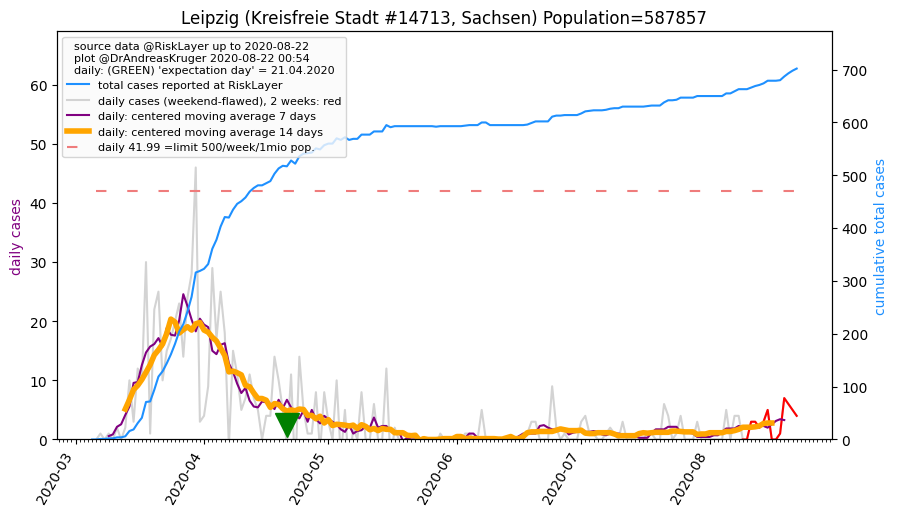 Leipzig (Kreisfreie Stadt #14713, Sachsen) Population=587857
source data @RiskLayer up to 2020-08-22
plot @DrAndreasKruger 2020-08-22 00:54
daily: (GREEN) 'expectation day' = 21.04.2020
total cases reported at RiskLayer
daily cases (weekend-flawed), 2 weeks: red
daily: centered moving average 7 days
daily: centered moving average 14 days
daily 41.99 =limit 500/week/1mio pop.
daily cases
60
50
40
30
20
10
0
cumulative total cases
700
600
500
400
300
200
100
0
2020-03
2020-04
2020-05
2020-06
2020-07
2020-08